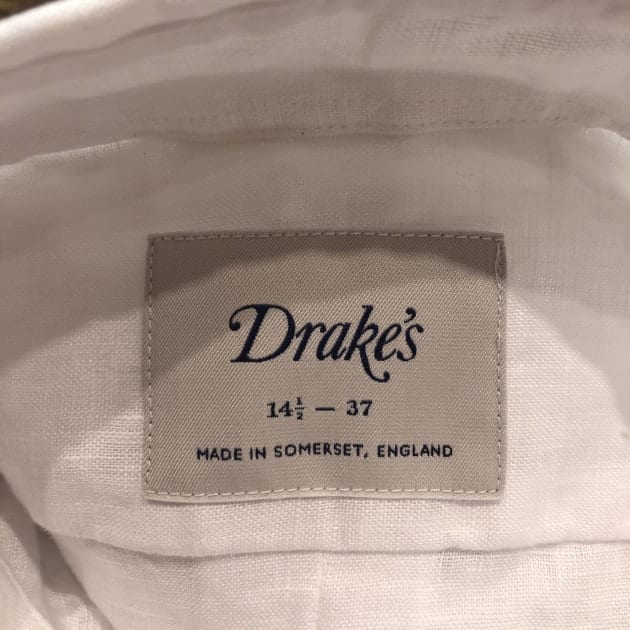 Drake's
14½ — 37
MADE IN SOMERSET, ENGLAND